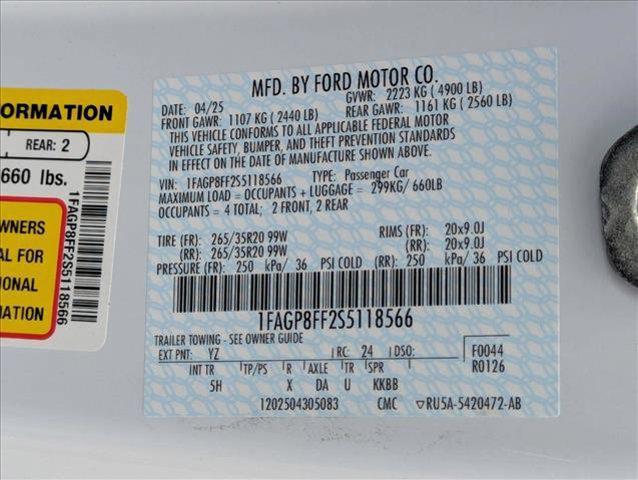 ORMATION
REAR: 2
660 lbs.
WNERS
AL FOR
IONAL
ATION
1FAGP8FF2S5118566
MFD. BY FORD MOTOR CO.
DATE: 04/25 GVWR: 2223 KG ( 4900 LB)
FRONT GAWR: 1107 KG ( 2440 LB) REAR GAWR: 1161 KG ( 2560 LB)
THIS VEHICLE CONFORMS TO ALL APPLICABLE FEDERAL MOTOR
VEHICLE SAFETY, BUMPER, AND THEFT PREVENTION STANDARDS
IN EFFECT ON THE DATE OF MANUFACTURE SHOWN ABOVE.
VIN: 1FAGP8FF2S5118566 TYPE: Passenger Car
MAXIMUM LOAD = OCCUPANTS + LUGGAGE = 299KG/ 660LB
OCCUPANTS = 4 TOTAL; 2 FRONT, 2 REAR
TIRE (FR): 265/35R20 99W RIMS (FR): 20x9.0J
(RR): 265/35R20 99W (RR): 20x9.0J
PRESSURE (FR): 250 kPa/ 36 PSI COLD (RR): 250 kPa/ 36 PSI COLD
1FAGP8FF2S5118566
TRAILER TOWING - SEE OWNER GUIDE
EXT PNT: YZ RC: 24 DSO: F0044
INT TR TP/PS R AXLE TR SPR R0126
5H X DA U KKBB
1202504305083 CMC ▽RU5A-5420472-AB